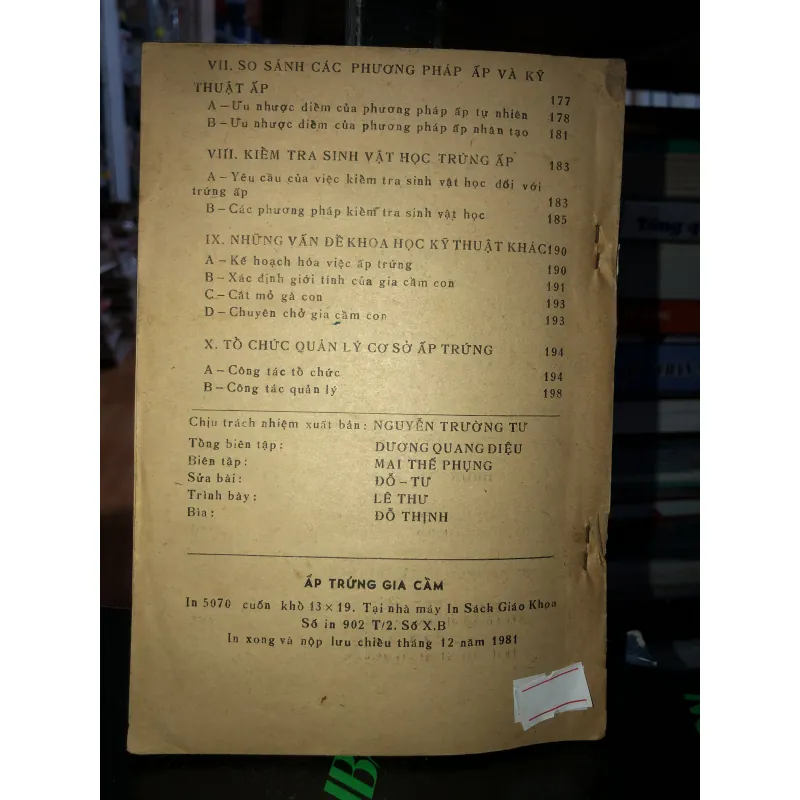 VII. SO SÁNH CÁC PHƯƠNG PHÁP ẤP VÀ KỸ
THUẬT ẤP 177
A – Ưu nhược điểm của phương pháp ấp tự nhiên 178
B – Ưu nhược điểm của phương pháp ấp nhân tạo 181
VIII. KIỂM TRA SINH VẬT HỌC TRỨNG ẤP 183
A – Yêu cầu của việc kiểm tra sinh vật học đối với
trứng ấp 183
B – Các phương pháp kiểm tra sinh vật học 185
IX. NHỮNG VẤN ĐỀ KHOA HỌC KỸ THUẬT KHÁC 190
A – Kế hoạch hóa việc ấp trứng 190
B – Xác định giới tính của gia cầm con 191
C – Cắt mỏ gà con 193
D – Chuyên chở gia cầm con 193
X. TỔ CHỨC QUẢN LÝ CƠ SỞ ẤP TRỨNG 194
A – Công tác tổ chức 194
B – Công tác quản lý 198
Chịu trách nhiệm xuất bản: NGUYỄN TRƯỜNG TƯ
Tổng biên tập: DƯƠNG QUANG DIỆU
Biên tập: MAI THẾ PHỤNG
Sửa bài: ĐỖ – TƯ
Trình bày: LÊ THƯ
Bìa: ĐỖ THỊNH
ẤP TRỨNG GIA CẦM
In 5070 cuốn khổ 13 × 19. Tại nhà máy In Sách Giáo Khoa
Số in 902 T/2. Số X.B
In xong và nộp lưu chiểu tháng 12 năm 1981